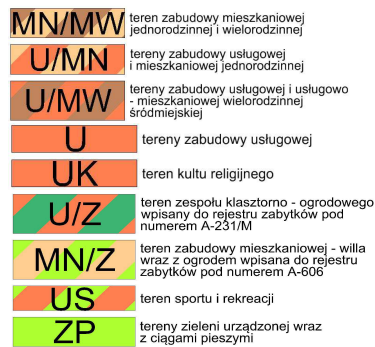 MN/MW
teren zabudowy mieszkaniowej
jednorodzinnej i wielorodzinnej
U/MN
tereny zabudowy usługowej
i mieszkaniowej jednorodzinnej
U/MW
tereny zabudowy usługowej i usługowo
- mieszkaniowej wielorodzinnej
śródmiejskiej
U
tereny zabudowy usługowej
UK
teren kultu religijnego
U/Z
teren zespołu klasztorno - ogrodowego
wpisany do rejestru zabytków pod
numerem A-231/M
MN/Z
teren zabudowy mieszkaniowej - willa
wraz z ogrodem wpisana do rejestru
zabytków pod numerem A-606
US
teren sportu i rekreacji
ZP
tereny zieleni urządzonej wraz
z ciągami pieszymi